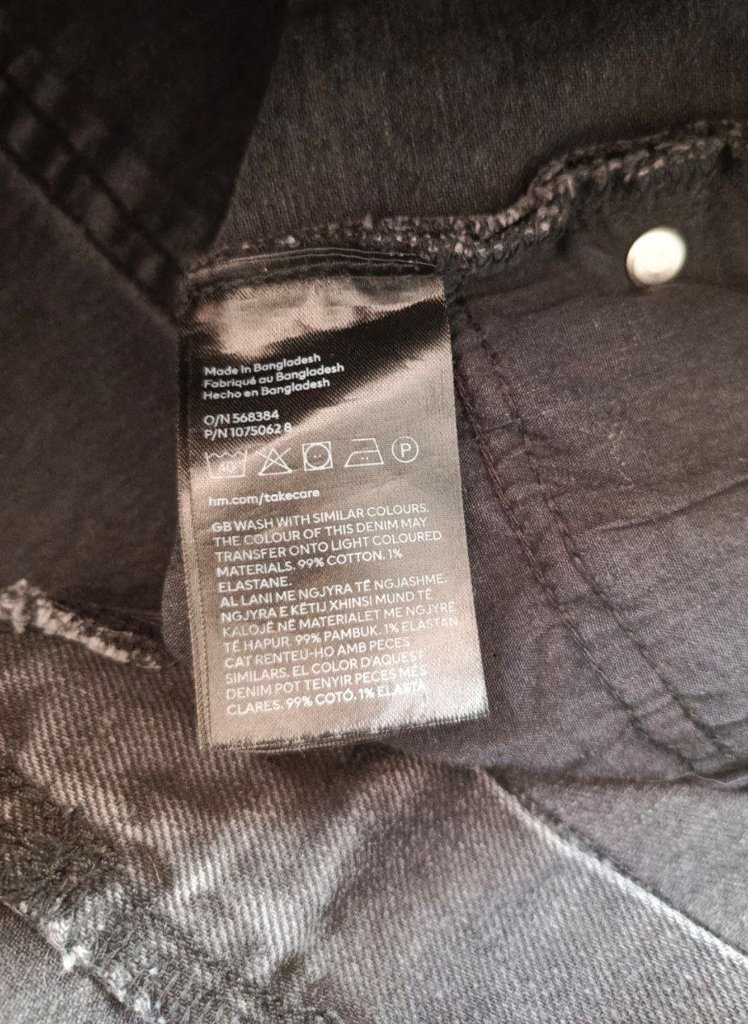 Made in Bangladesh
Fabriqué au Bangladesh
Hecho en Bangladesh
O/N 568384
P/N 1075062 8
40° P
hm.com/takecare
GB WASH WITH SIMILAR COLOURS.
THE COLOUR OF THIS DENIM MAY
TRANSFER ONTO LIGHT COLOURED
MATERIALS. 99% COTTON. 1%
ELASTANE.
AL LANI ME NGJYRA TË NGJASHME.
NGJYRA E KËTIJ XHINSI MUND TË
KALOJË NË MATERIALET ME NGJYRË
TË HAPUR. 99% PAMBUK. 1% ELASTAN.
CAT RENTEU-HO AMB PECES
SIMILARS. EL COLOR D'AQUEST
DENIM POT TENYIR PECES MÉS
CLARES. 99% COTÓ. 1% ELASTÀ.